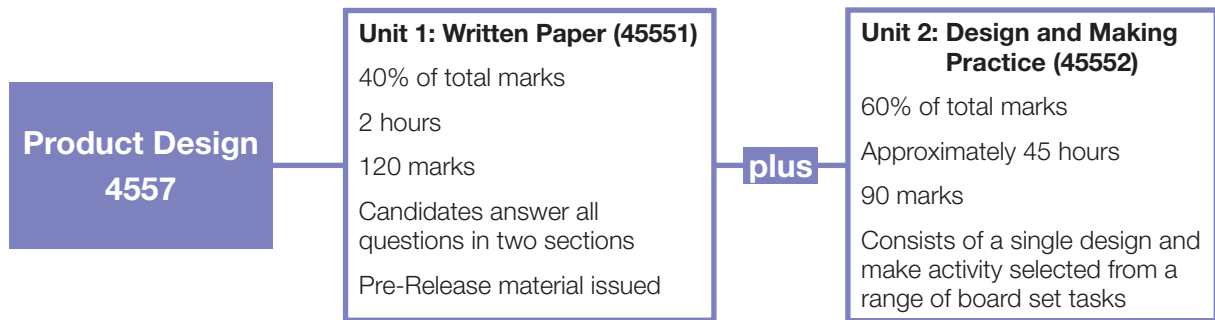 Product Design
4557
Unit 1: Written Paper (45551)
40% of total marks
2 hours
120 marks
Candidates answer all
questions in two sections
Pre-Release material issued
plus
Unit 2: Design and Making
Practice (45552)
60% of total marks
Approximately 45 hours
90 marks
Consists of a single design and
make activity selected from a
range of board set tasks